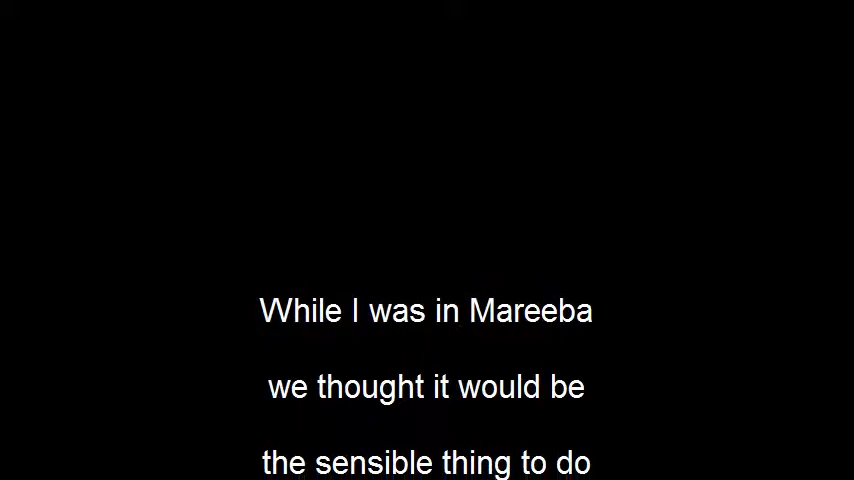 While I was in Mareeba
we thought it would be
the sensible thing to do